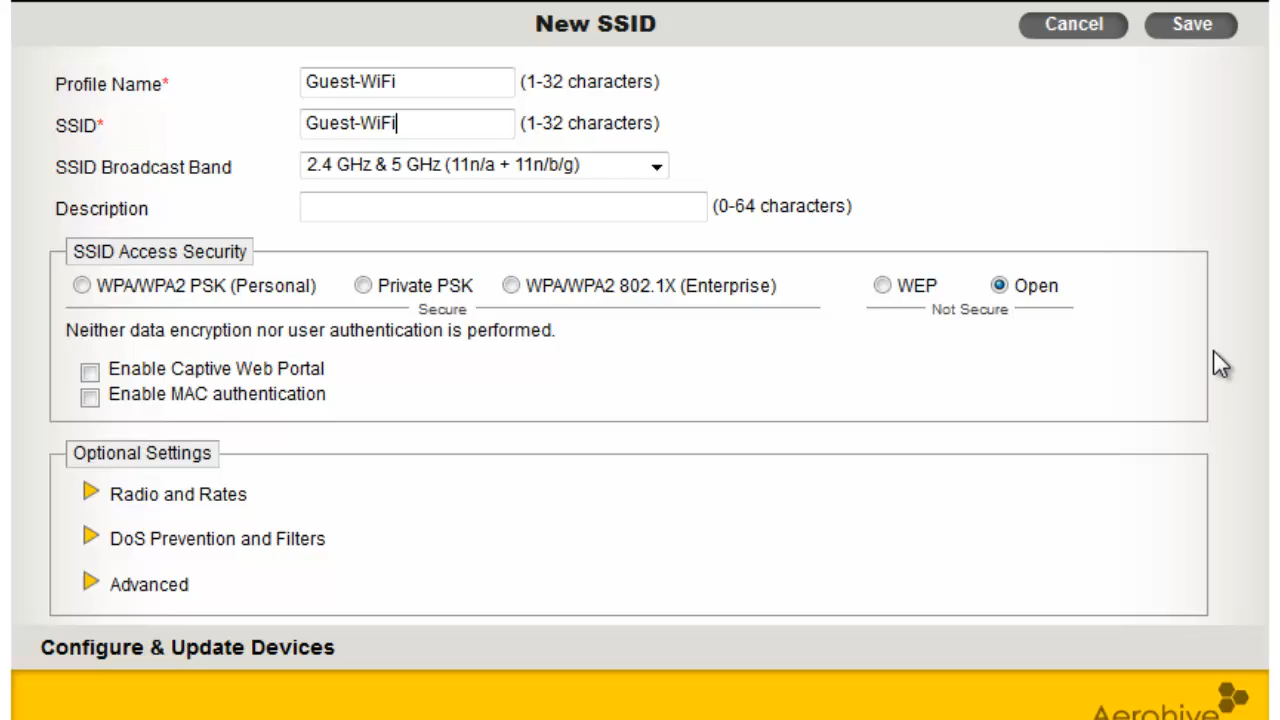 New SSID
Cancel
Save
Profile Name* Guest-WiFi (1-32 characters)
SSID* Guest-WiFi (1-32 characters)
SSID Broadcast Band 2.4 GHz & 5 GHz (11n/a + 11n/b/g)
Description (0-64 characters)
SSID Access Security
WPA/WPA2 PSK (Personal) Private PSK WPA/WPA2 802.1X (Enterprise) WEP Open
Secure Not Secure
Neither data encryption nor user authentication is performed.
Enable Captive Web Portal
Enable MAC authentication
Optional Settings
Radio and Rates
DoS Prevention and Filters
Advanced
Configure & Update Devices
Aerohive